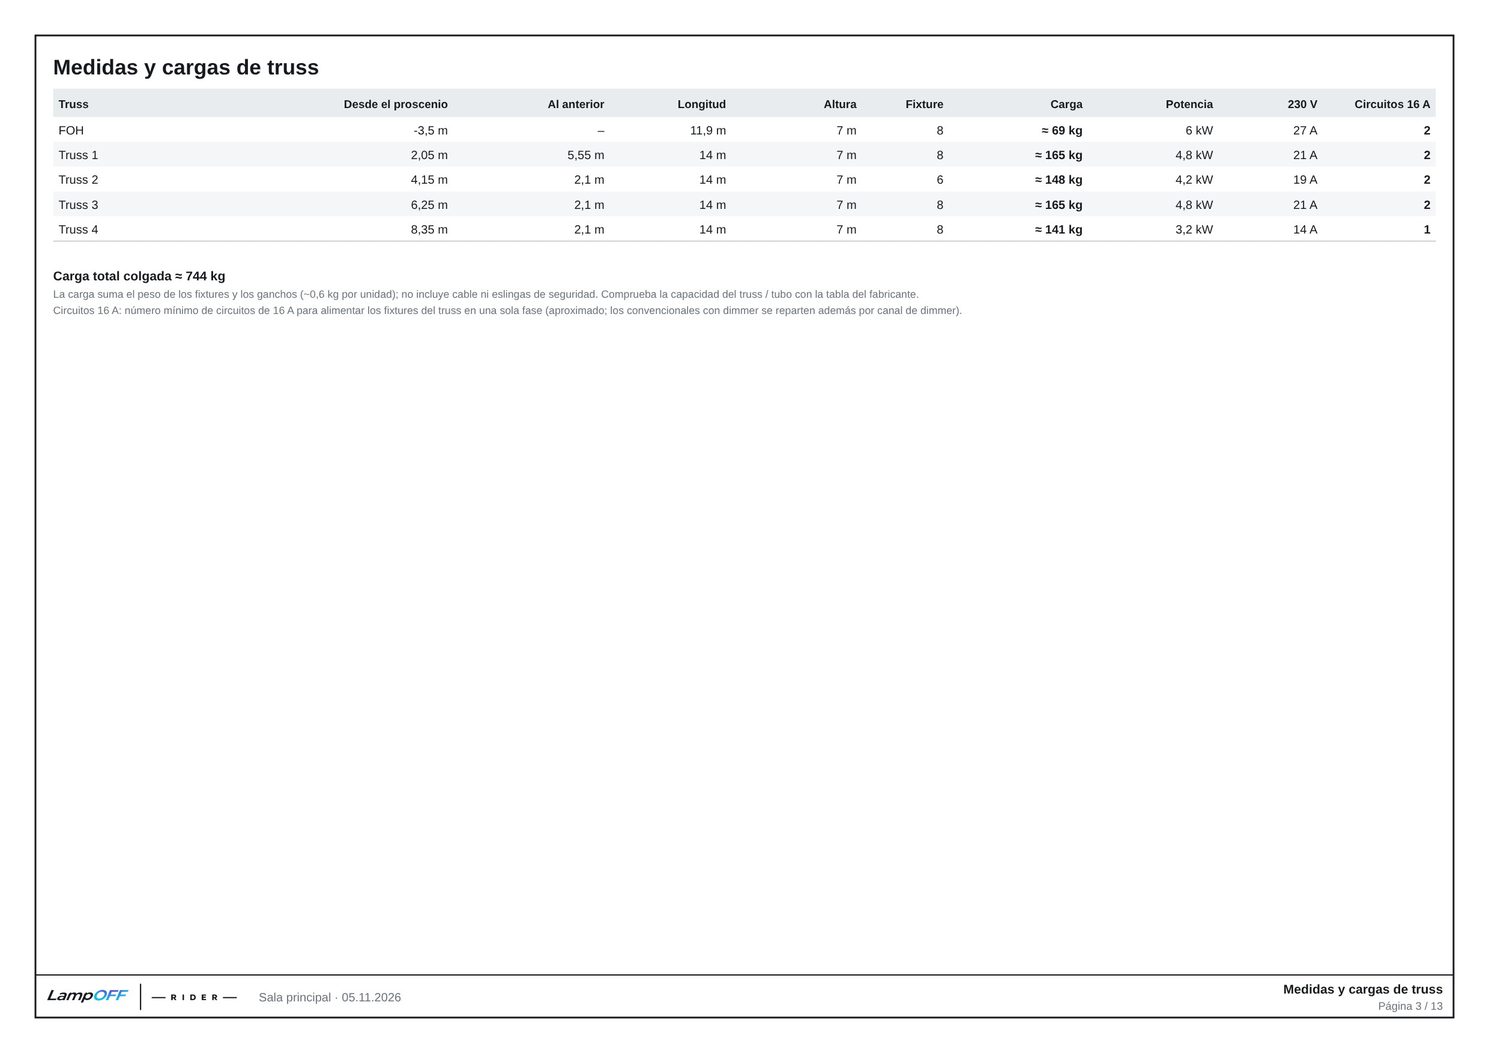 Medidas y cargas de truss
Truss Desde el proscenio Al anterior Longitud Altura Fixture Carga Potencia 230 V Circuitos 16 A
FOH -3,5 m – 11,9 m 7 m 8 ≈ 69 kg 6 kW 27 A 2
Truss 1 2,05 m 5,55 m 14 m 7 m 8 ≈ 165 kg 4,8 kW 21 A 2
Truss 2 4,15 m 2,1 m 14 m 7 m 6 ≈ 148 kg 4,2 kW 19 A 2
Truss 3 6,25 m 2,1 m 14 m 7 m 8 ≈ 165 kg 4,8 kW 21 A 2
Truss 4 8,35 m 2,1 m 14 m 7 m 8 ≈ 141 kg 3,2 kW 14 A 1
Carga total colgada ≈ 744 kg
La carga suma el peso de los fixtures y los ganchos (~0,6 kg por unidad); no incluye cable ni eslingas de seguridad. Comprueba la capacidad del truss / tubo con la tabla del fabricante.
Circuitos 16 A: número mínimo de circuitos de 16 A para alimentar los fixtures del truss en una sola fase (aproximado; los convencionales con dimmer se reparten además por canal de dimmer).
LampOFF — RIDER — Sala principal · 05.11.2026
Medidas y cargas de truss
Página 3 / 13